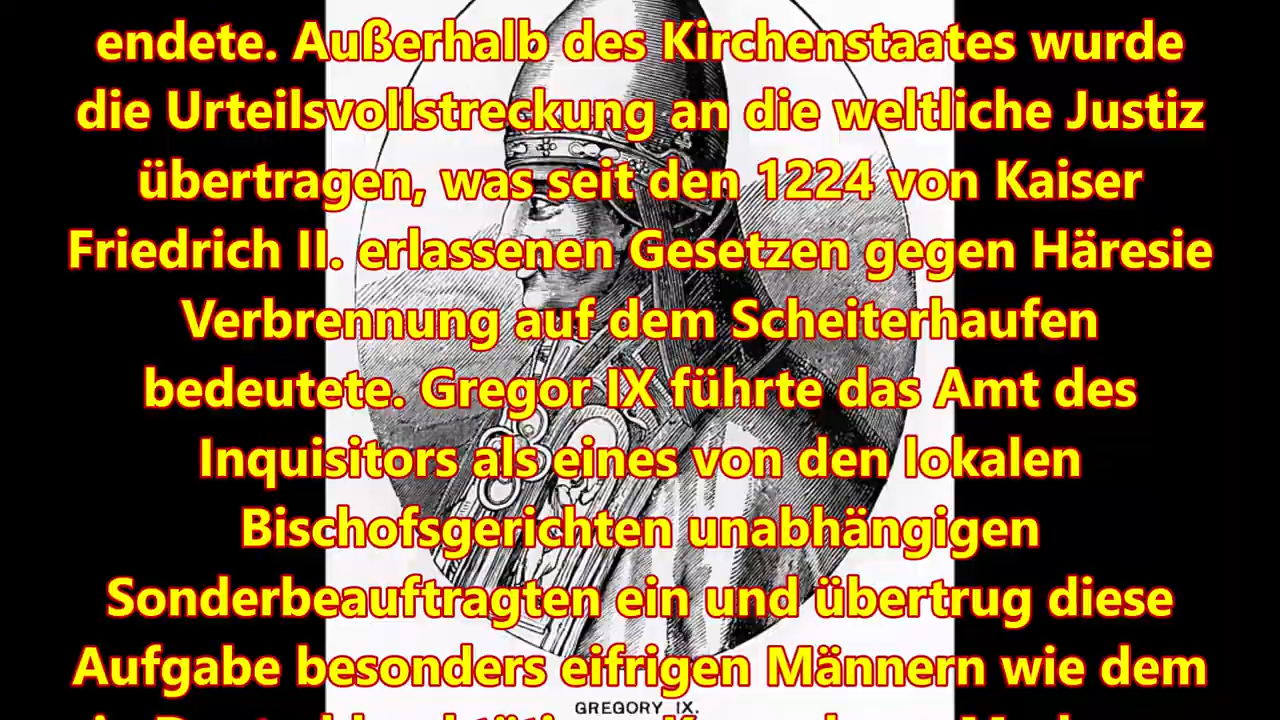 endete. Außerhalb des Kirchenstaates wurde
die Urteilsvollstreckung an die weltliche Justiz
übertragen, was seit den 1224 von Kaiser
Friedrich II. erlassenen Gesetzen gegen Häresie
Verbrennung auf dem Scheiterhaufen
bedeutete. Gregor IX führte das Amt des
Inquisitors als eines von den lokalen
Bischofsgerichten unabhängigen
Sonderbeauftragten ein und übertrug diese
Aufgabe besonders eifrigen Männern wie dem
GREGORY IX.